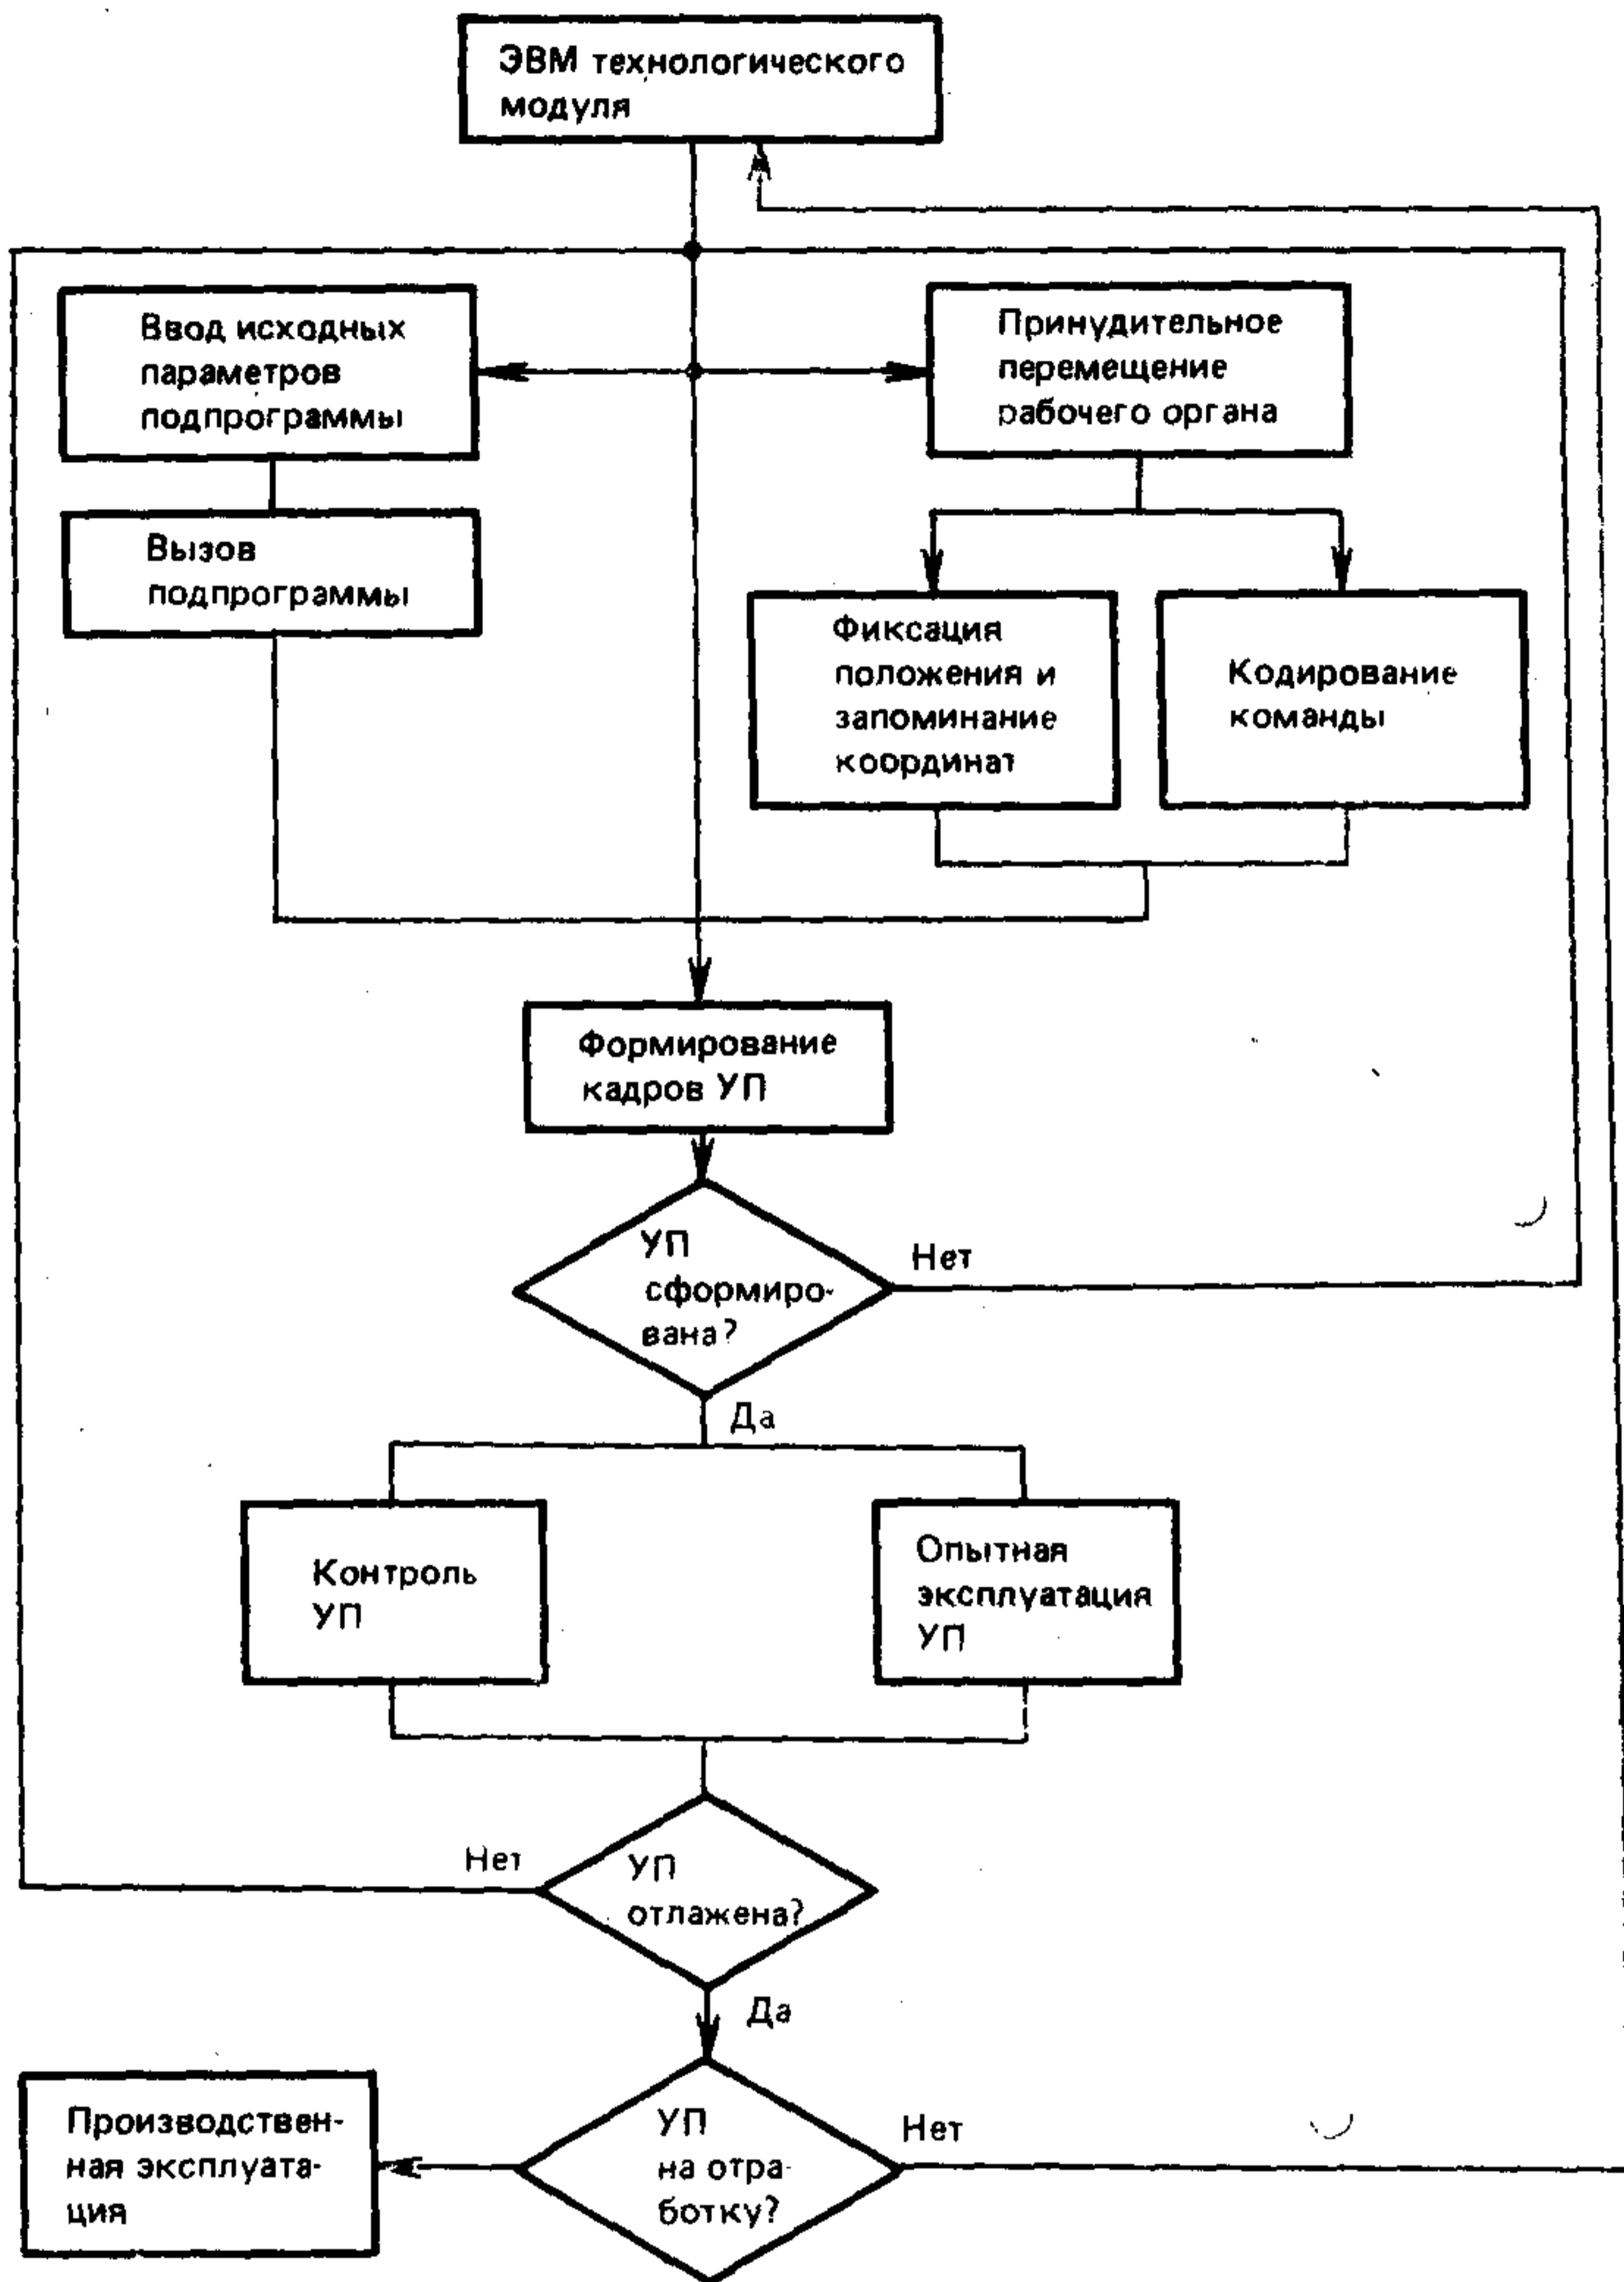 ЭВМ технологического
модуля
Ввод исходных
параметров
подпрограммы
Принудительное
перемещение
рабочего органа
Вызов
подпрограммы
Фиксация
положения и
запоминание
координат
Кодирование
команды
Формирование
кадров УП
УП
сформиро-
вана?
Нет
Да
Контроль
УП
Опытная
эксплуатация
УП
Нет
УП
отлажена?
Да
Производствен-
ная эксплуата-
ция
УП
на отра-
ботку?
Нет